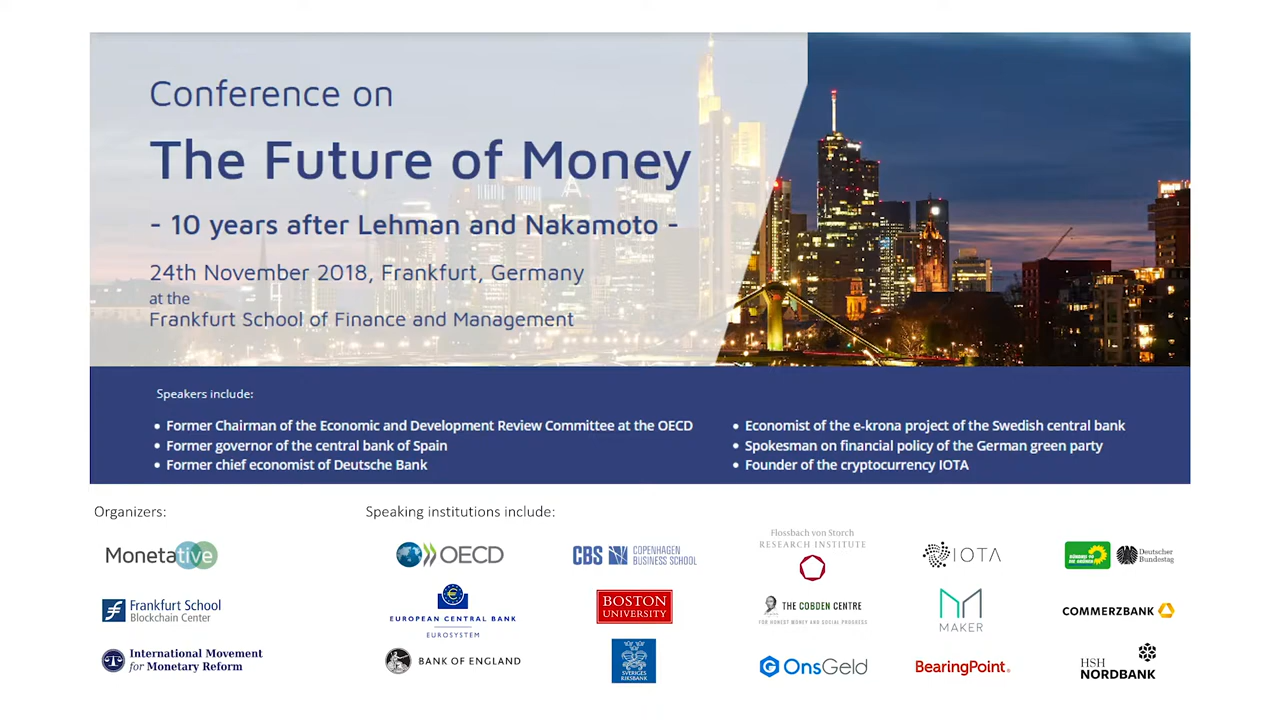 Conference on
The Future of Money
- 10 years after Lehman and Nakamoto -
24th November 2018, Frankfurt, Germany
at the
Frankfurt School of Finance and Management
Speakers include:
• Former Chairman of the Economic and Development Review Committee at the OECD
• Former governor of the central bank of Spain
• Former chief economist of Deutsche Bank
• Economist of the e-krona project of the Swedish central bank
• Spokesman on financial policy of the German green party
• Founder of the cryptocurrency IOTA
Organizers:
Monetative
Frankfurt School
Blockchain Center
International Movement
for Monetary Reform
Speaking institutions include:
OECD
CBS COPENHAGEN
BUSINESS SCHOOL
Flossbach von Storch
RESEARCH INSTITUTE
IOTA
BÜNDNIS 90
DIE GRÜNEN
Deutscher
Bundestag
EUROPEAN CENTRAL BANK
EUROSYSTEM
BOSTON
UNIVERSITY
THE COBDEN CENTRE
FOR HONEST MONEY AND SOCIAL PROGRESS
MAKER
COMMERZBANK
BANK OF ENGLAND
SVERIGES
RIKSBANK
OnsGeld
BearingPoint®
HSH
NORDBANK